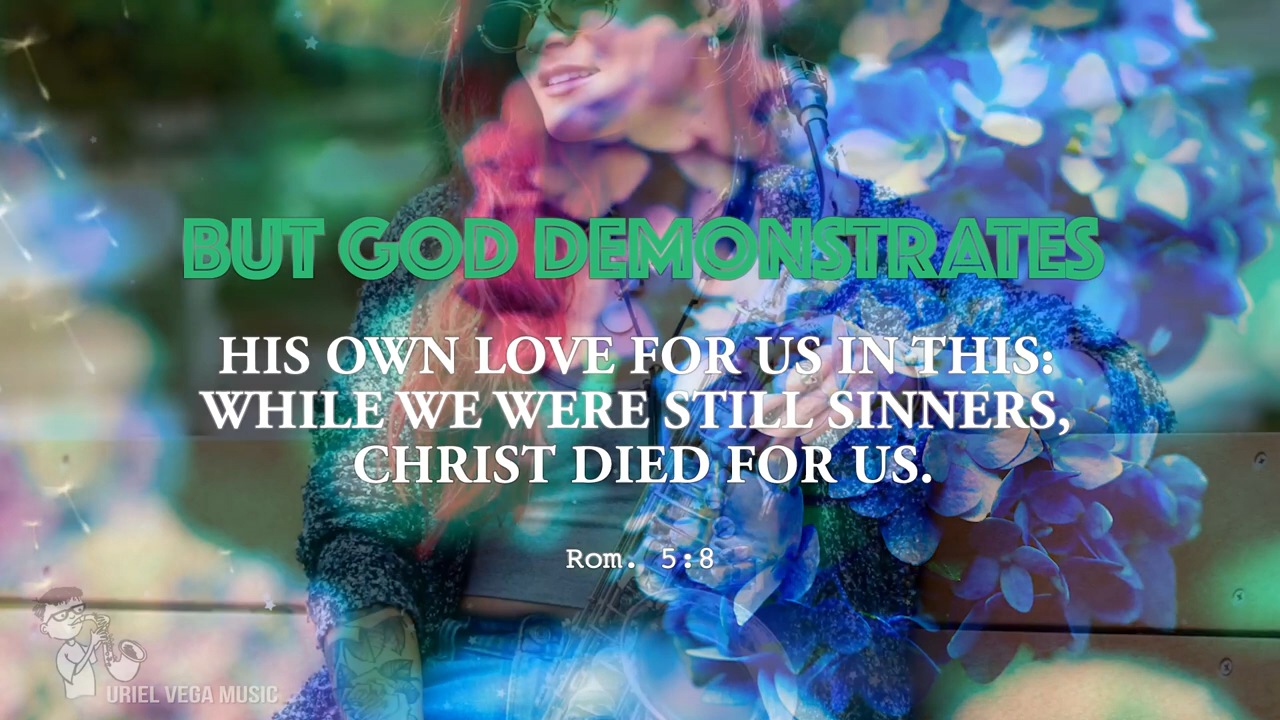 BUT GOD DEMONSTRATES
HIS OWN LOVE FOR US IN THIS:
WHILE WE WERE STILL SINNERS,
CHRIST DIED FOR US.
Rom. 5:8
URIEL VEGA MUSIC